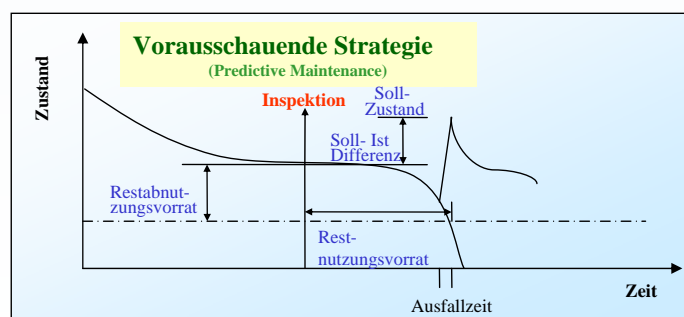 Vorausschauende Strategie
(Predictive Maintenance)
Zustand
Inspektion
Soll-
Zustand
Soll- Ist
Differenz
Restabnut-
zungsvorrat
Rest-
nutzungsvorrat
Ausfallzeit
Zeit